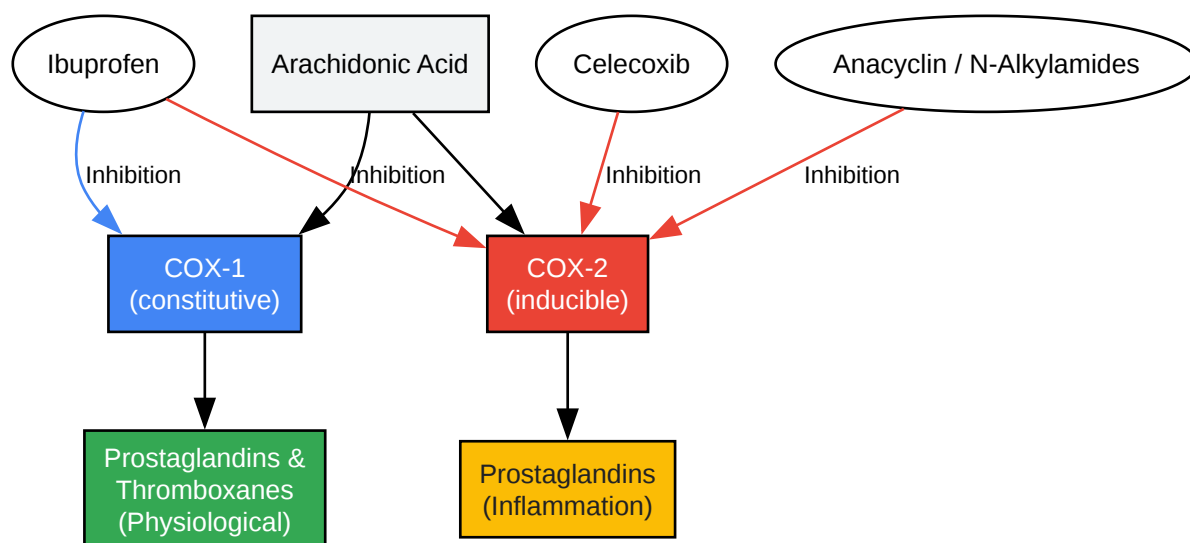 Ibuprofen
Arachidonic Acid
Celecoxib
Anacyclin / N-Alkylamides
Inhibition
Inhibition
Inhibition
Inhibition
COX-1
(constitutive)
COX-2
(inducible)
Prostaglandins &
Thromboxanes
(Physiological)
Prostaglandins
(Inflammation)